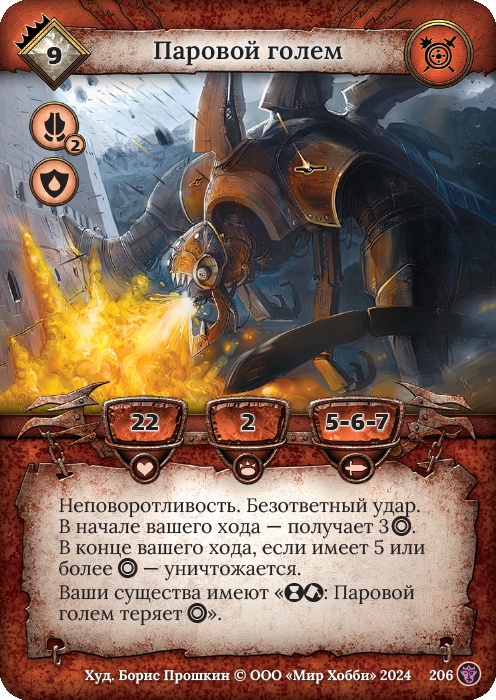 9
Паровой голем
2
22
2
5-6-7
Неповоротливость. Безответный удар.
В начале вашего хода — получает 3.
В конце вашего хода, если имеет 5 или
более — уничтожается.
Ваши существа имеют «: Паровой
голем теряет ».
Худ. Борис Прошкин © ООО «Мир Хобби» 2024 206